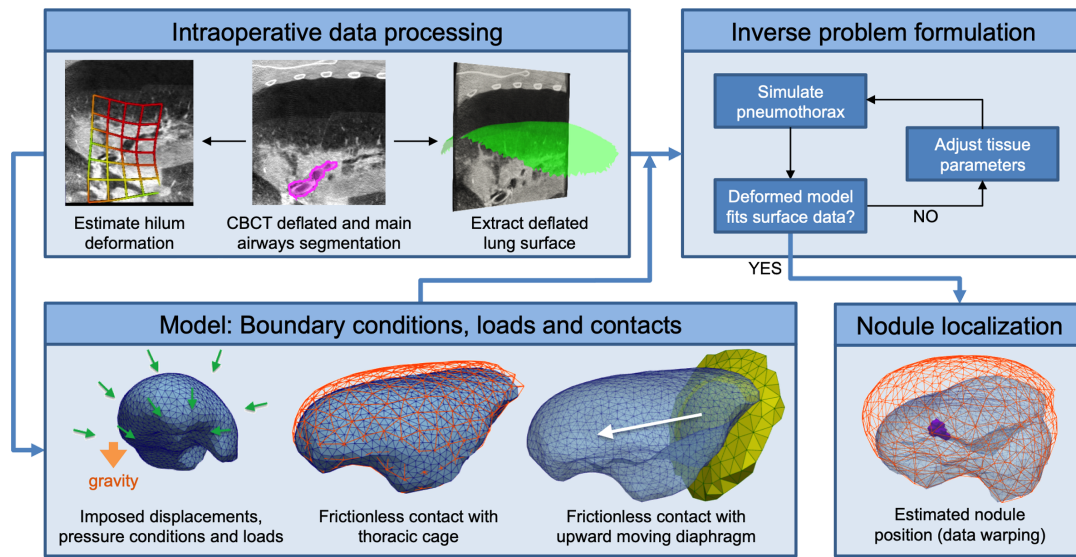 Intraoperative data processing
Estimate hilum
deformation
CBCT deflated and main
airways segmentation
Extract deflated
lung surface
Inverse problem formulation
Simulate
pneumothorax
Adjust tissue
parameters
Deformed model
fits surface data?
NO
YES
Model: Boundary conditions, loads and contacts
gravity
Imposed displacements,
pressure conditions and loads
Frictionless contact with
thoracic cage
Frictionless contact with
upward moving diaphragm
Nodule localization
Estimated nodule
position (data warping)